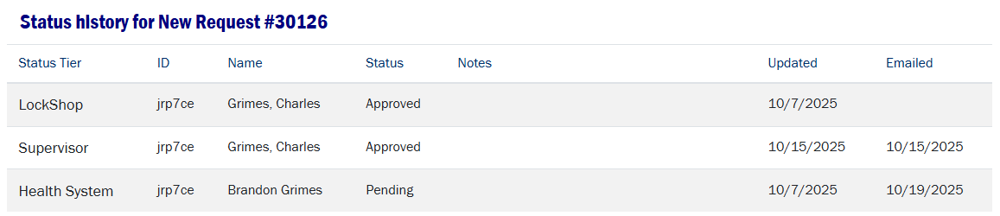 Status hIstory for New Request #30126
Status Tier ID Name Status Notes Updated Emailed
LockShop jrp7ce Grimes, Charles Approved 10/7/2025
Supervisor jrp7ce Grimes, Charles Approved 10/15/2025 10/15/2025
Health System jrp7ce Brandon Grimes Pending 10/7/2025 10/19/2025